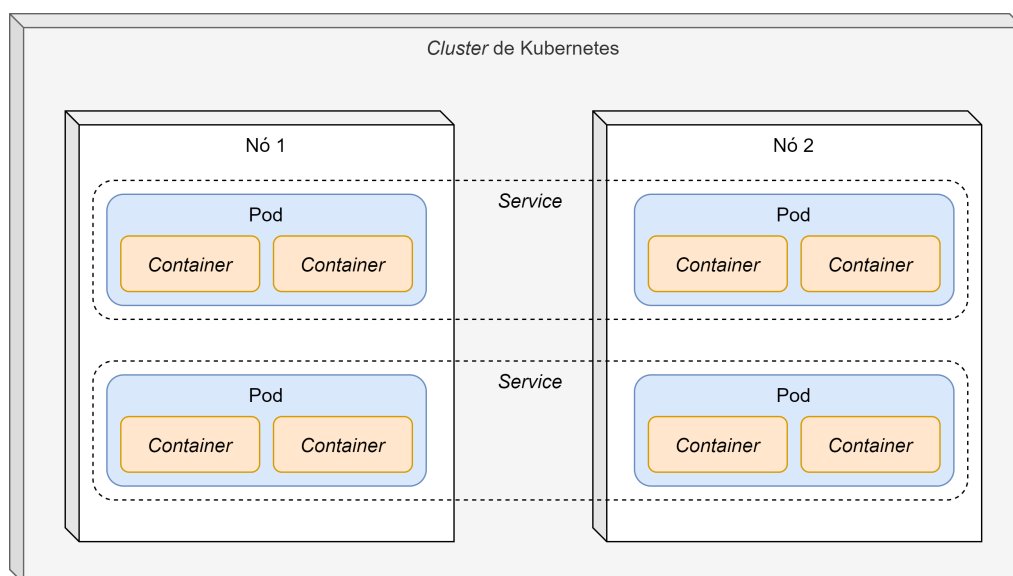 Cluster de Kubernetes
Nó 1
Nó 2
Service
Pod
Pod
Container
Container
Container
Container
Service
Pod
Pod
Container
Container
Container
Container